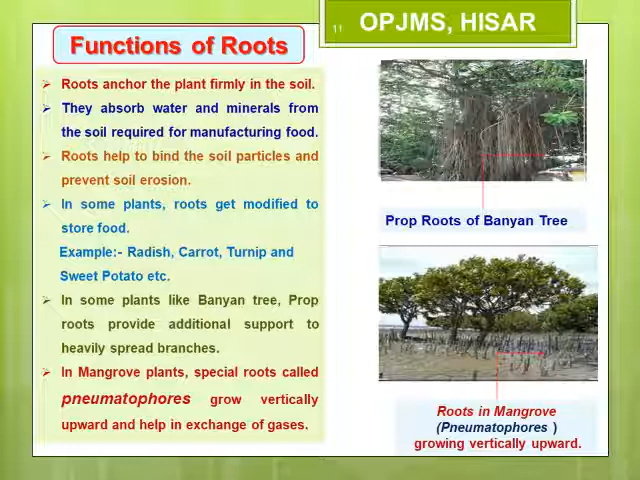 11 OPJMS, HISAR
Functions of Roots
➢ Roots anchor the plant firmly in the soil.
➢ They absorb water and minerals from
the soil required for manufacturing food.
➢ Roots help to bind the soil particles and
prevent soil erosion.
➢ In some plants, roots get modified to
store food.
Example:- Radish, Carrot, Turnip and
Sweet Potato etc.
➢ In some plants like Banyan tree, Prop
roots provide additional support to
heavily spread branches.
➢ In Mangrove plants, special roots called
pneumatophores grow vertically
upward and help in exchange of gases.
Prop Roots of Banyan Tree
Roots in Mangrove
(Pneumatophores )
growing vertically upward.